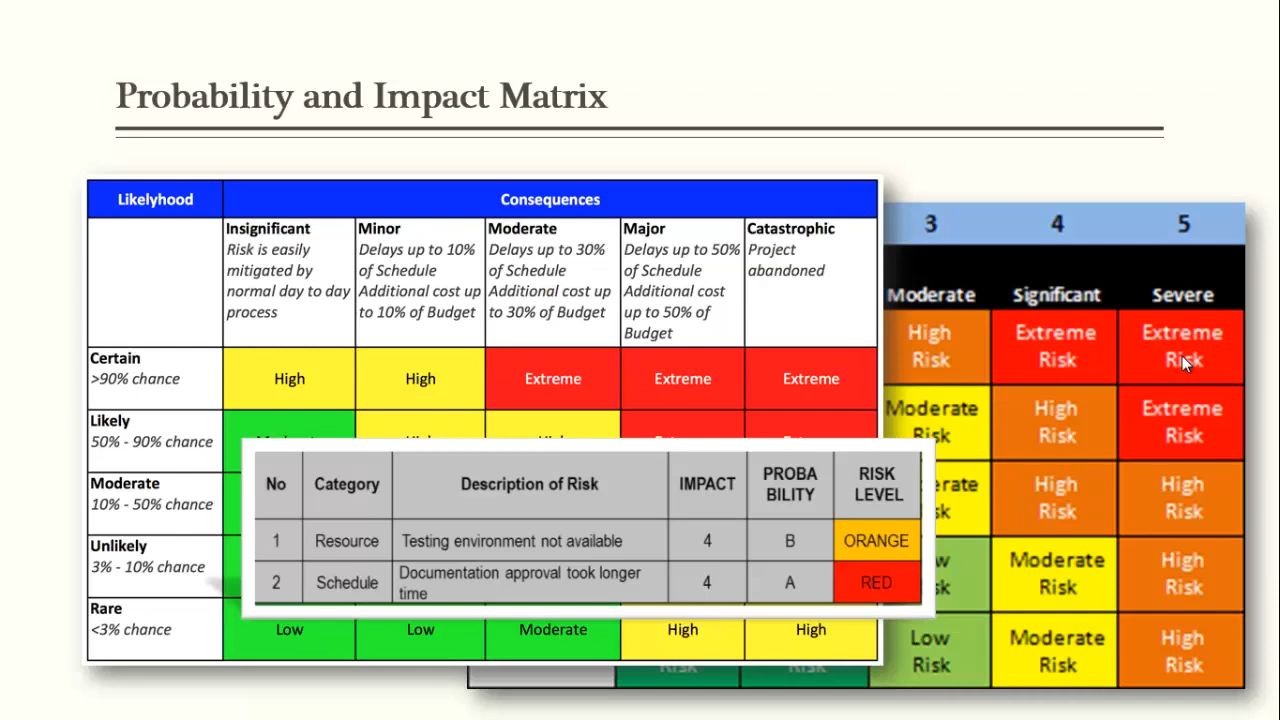 Probability and Impact Matrix
Likelyhood
Consequences
Insignificant
Risk is easily
mitigated by
normal day to day
process
Minor
Delays up to 10%
of Schedule
Additional cost up
to 10% of Budget
Moderate
Delays up to 30%
of Schedule
Additional cost up
to 30% of Budget
Major
Delays up to 50%
of Schedule
Additional cost
up to 50% of
Budget
Catastrophic
Project
abandoned
Certain
>90% chance
High
High
Extreme
Extreme
Extreme
Likely
50% - 90% chance
Moderate
10% - 50% chance
Unlikely
3% - 10% chance
Rare
<3% chance
Low
Low
Moderate
High
High
No
Category
Description of Risk
IMPACT
PROBA
BILITY
RISK
LEVEL
1
Resource
Testing environment not available
4
B
ORANGE
2
Schedule
Documentation approval took longer
time
4
A
RED
3
4
5
Moderate
Significant
Severe
High
Risk
Extreme
Risk
Extreme
Risk
Moderate
Risk
High
Risk
Extreme
Risk
High
Risk
High
Risk
Moderate
Risk
High
Risk
Low
Risk
Moderate
Risk
High
Risk
Risk
Risk